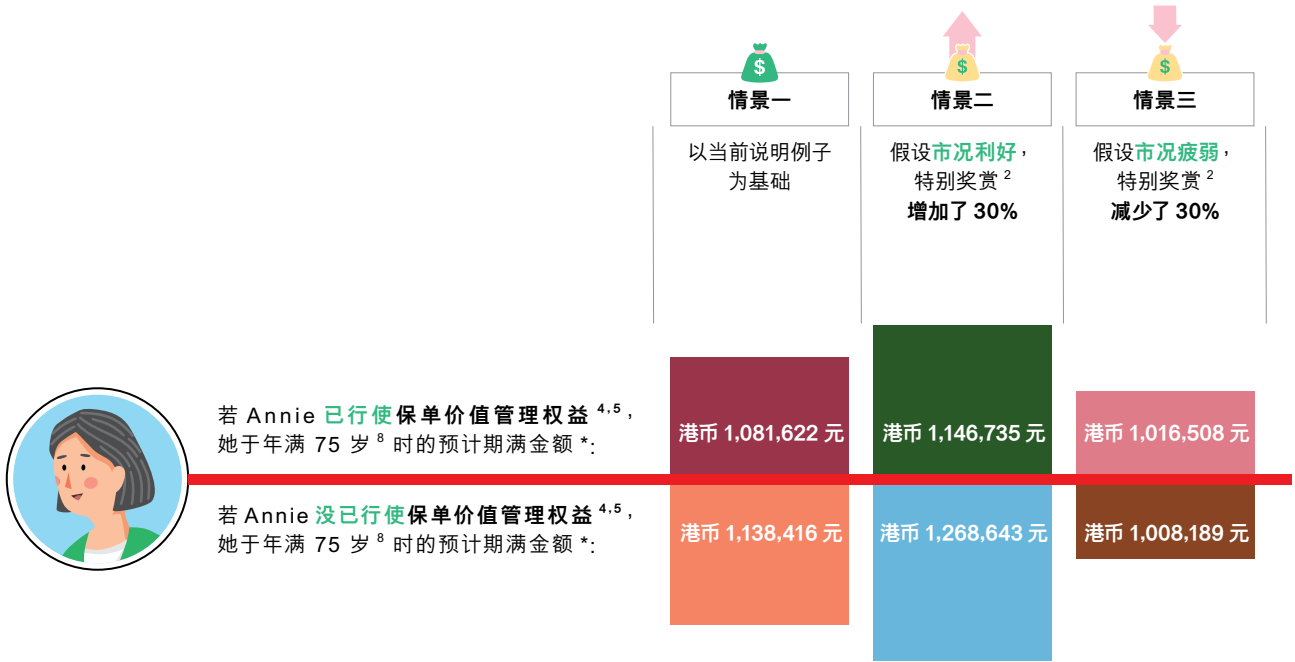 $
$
$
情景一
情景二
情景三
以当前说明例子
为基础
假设市况利好，
特别奖赏 2
增加了 30%
假设市况疲弱，
特别奖赏 2
减少了 30%
若 Annie 已行使保单价值管理权益 4,5，
她于年满 75 岁 8 时的预计期满金额 *:
港币 1,081,622 元
港币 1,146,735 元
港币 1,016,508 元
若 Annie 没已行使保单价值管理权益 4,5，
她于年满 75 岁 8 时的预计期满金额 *:
港币 1,138,416 元
港币 1,268,643 元
港币 1,008,189 元